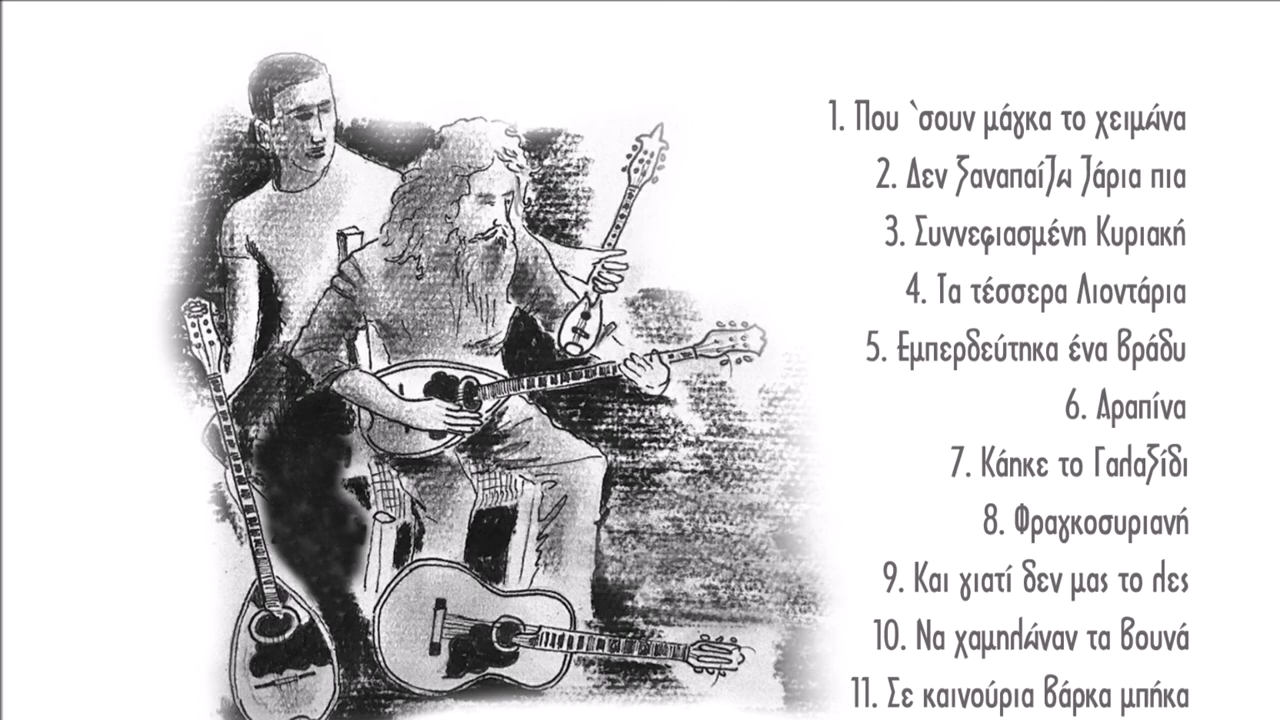 1. Που `σουν μάγκα το χειμώνα
2. Δεν ξαναπαίζω ζάρια πια
3. Συννεφιασμένη Κυριακή
4. Τα τέσσερα Λιοντάρια
5. Εμπερδεύτηκα ένα βράδυ
6. Αραπίνα
7. Κάηκε το Γαλαξίδι
8. Φραγκοσυριανή
9. Και γιατί δεν μας το λες
10. Να χαμηλώναν τα βουνά
11. Σε καινούρια βάρκα μπήκα